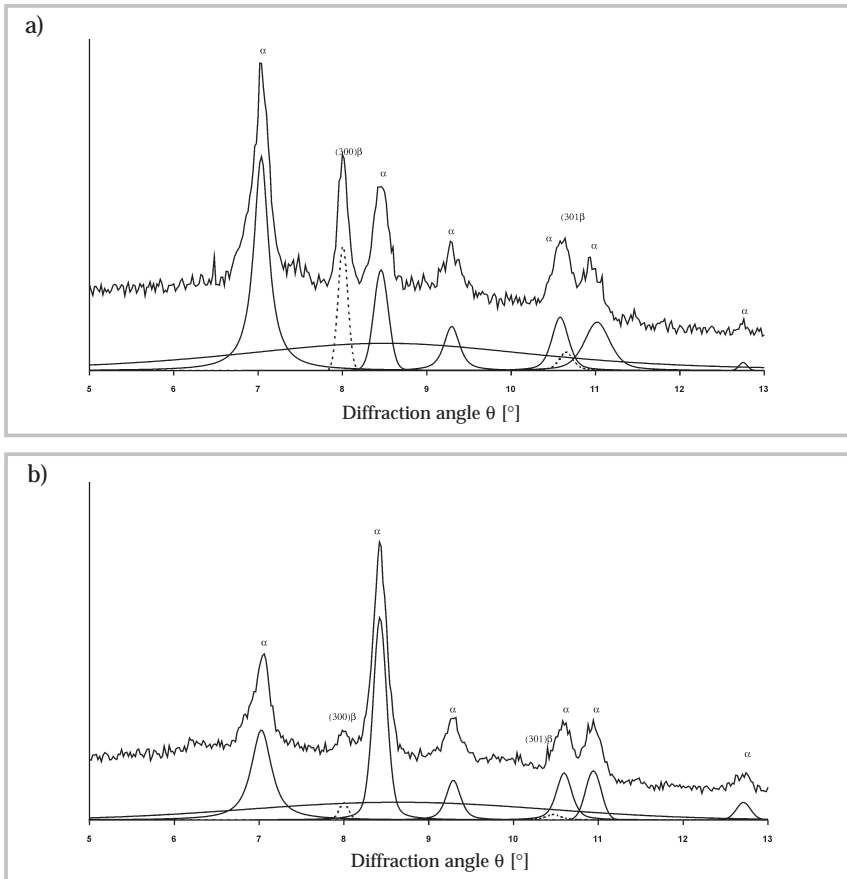 a)
α
(300)β
α
(301β
α
α
α
α
5 6 7 8 9 10 11 12 13
Diffraction angle θ [°]
b)
α
α
(300)β
α
α
α
(301)β
α
5 6 7 8 9 10 11 12 13
Diffraction angle θ [°]